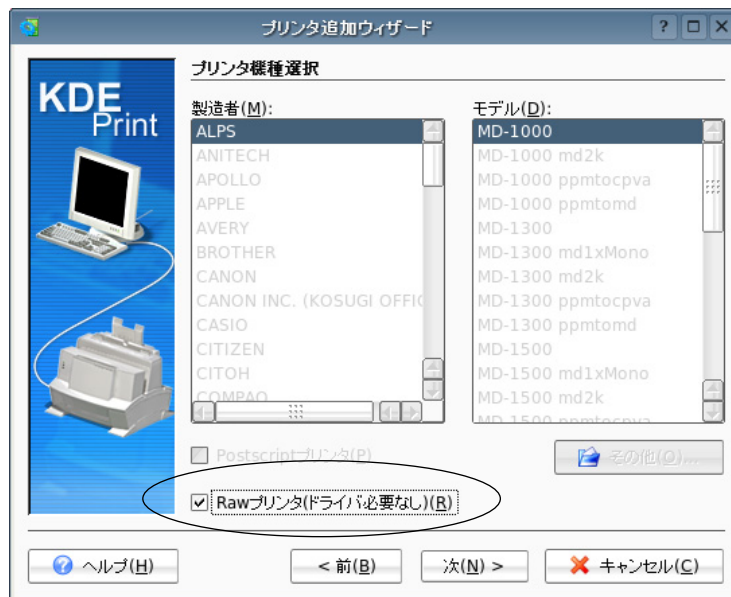 プリンタ追加ウィザード
プリンタ機種選択
KDE
Print
製造者(M):
ALPS
ANITECH
APOLLO
APPLE
AVERY
BROTHER
CANON
CANON INC. (KOSUGI OFFIC
CASIO
CITIZEN
CITOH
COMPAQ
モデル(D):
MD-1000
MD-1000 md2k
MD-1000 ppmtocpva
MD-1000 ppmtomd
MD-1300
MD-1300 md1xMono
MD-1300 md2k
MD-1300 ppmtocpva
MD-1300 ppmtomd
MD-1500
MD-1500 md1xMono
MD-1500 md2k
MD-1500 ppmtocpva
Postscriptプリンタ(P)
その他(O)...
Rawプリンタ(ドライバ必要なし)(R)
ヘルプ(H)
< 前(B)
次(N) >
キャンセル(C)